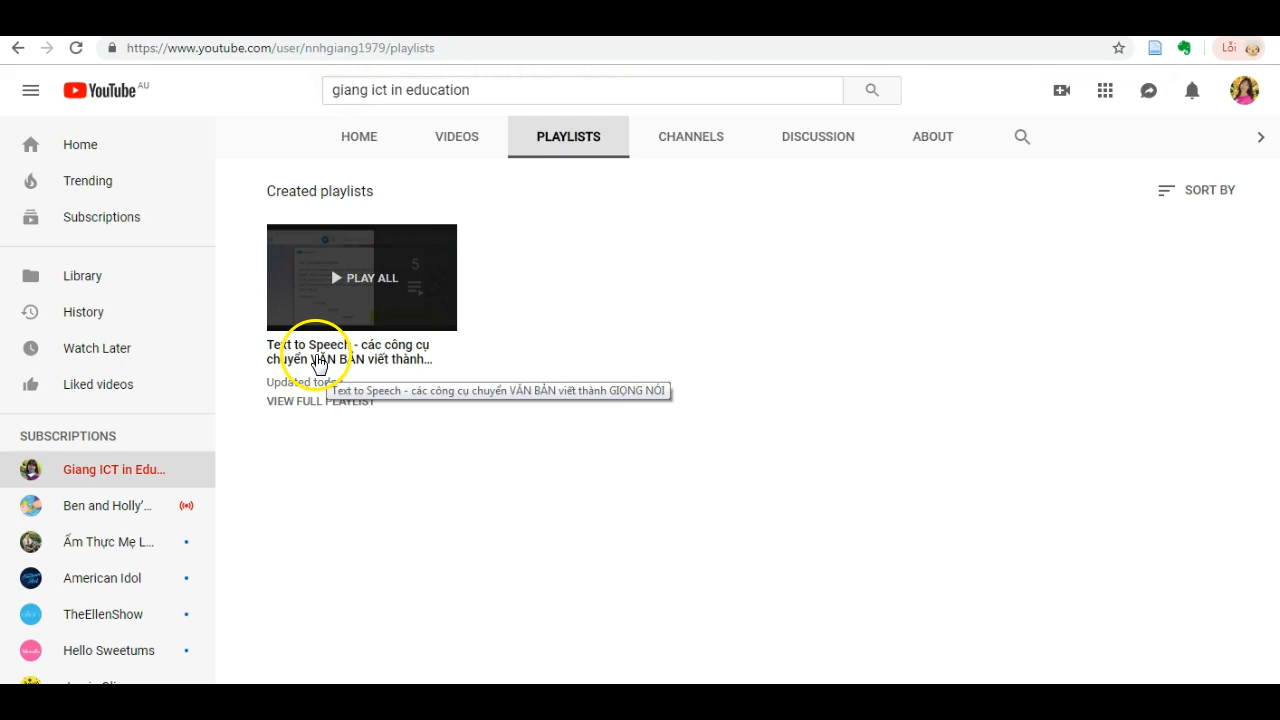 https://www.youtube.com/user/nnhgiang1979/playlists
Lỗi
YouTube AU
giang ict in education
HOME
VIDEOS
PLAYLISTS
CHANNELS
DISCUSSION
ABOUT
Home
Trending
Subscriptions
Library
History
Watch Later
Liked videos
SUBSCRIPTIONS
Giang ICT in Edu...
Ben and Holly'...
Ẩm Thực Mẹ L...
American Idol
TheEllenShow
Hello Sweetums
Created playlists
SORT BY
5
PLAY ALL
Text to Speech - các công cụ
chuyển VĂN BẢN viết thành...
Updated today
Text to Speech - các công cụ chuyển VĂN BẢN viết thành GIỌNG NÓI
VIEW FULL PLAYLIST